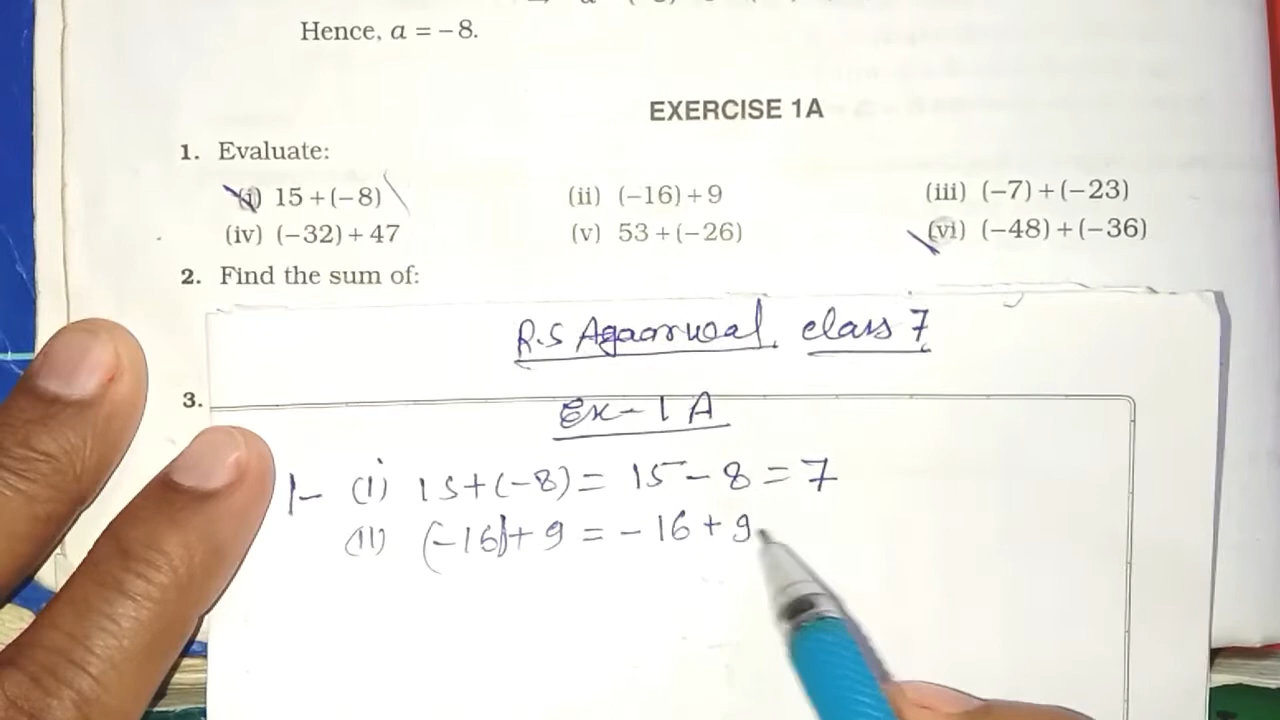 Hence, a = −8.
EXERCISE 1A
1. Evaluate:
(i) 15 + (−8) (ii) (−16) + 9 (iii) (−7) + (−23)
(iv) (−32) + 47 (v) 53 + (−26) (vi) (−48) + (−36)
2. Find the sum of:
R.S Agaorwal class 7
3.
Ex - 1 A
1- (i) 15 + (-8) = 15 - 8 = 7
(ii) (-16) + 9 = - 16 + 9